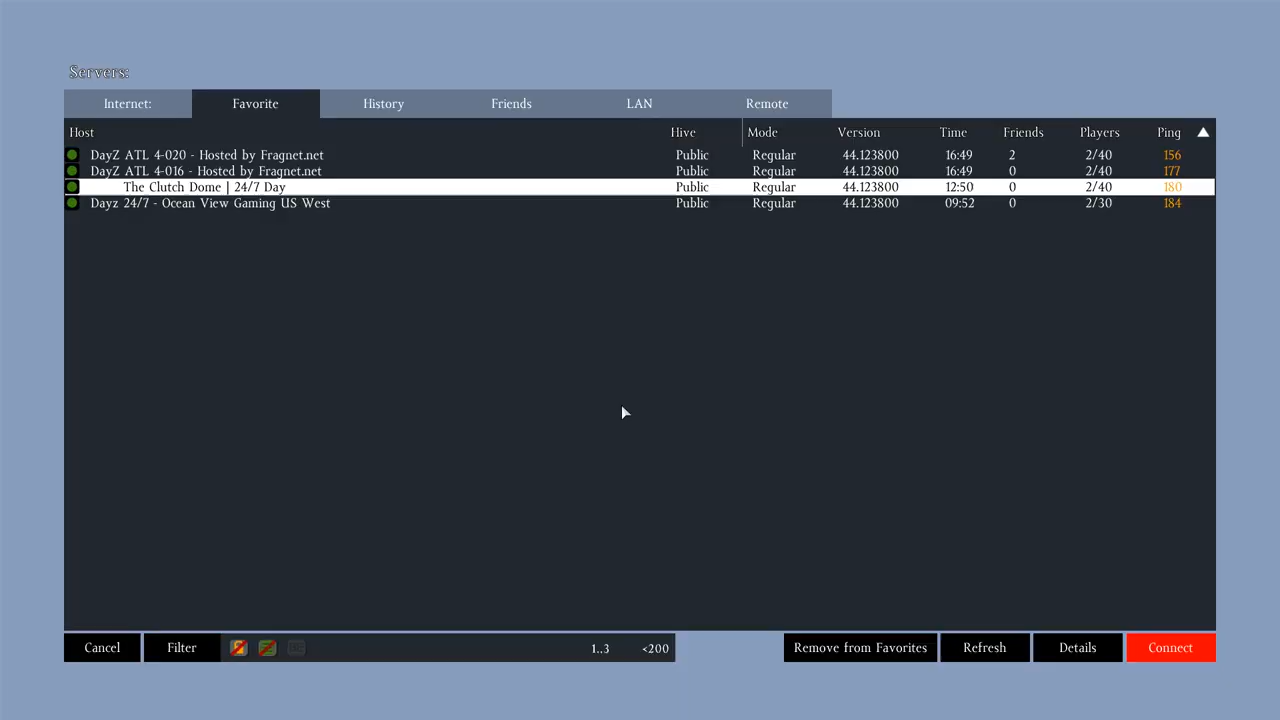 Servers:
Internet: Favorite History Friends LAN Remote
Host Hive Mode Version Time Friends Players Ping
DayZ ATL 4-020 - Hosted by Fragnet.net Public Regular 44.123800 16:49 2 2/40 156
DayZ ATL 4-016 - Hosted by Fragnet.net Public Regular 44.123800 16:49 0 2/40 177
The Clutch Dome | 24/7 Day Public Regular 44.123800 12:50 0 2/40 180
Dayz 24/7 - Ocean View Gaming US West Public Regular 44.123800 09:52 0 2/30 184
Cancel Filter 1..3 <200 Remove from Favorites Refresh Details Connect